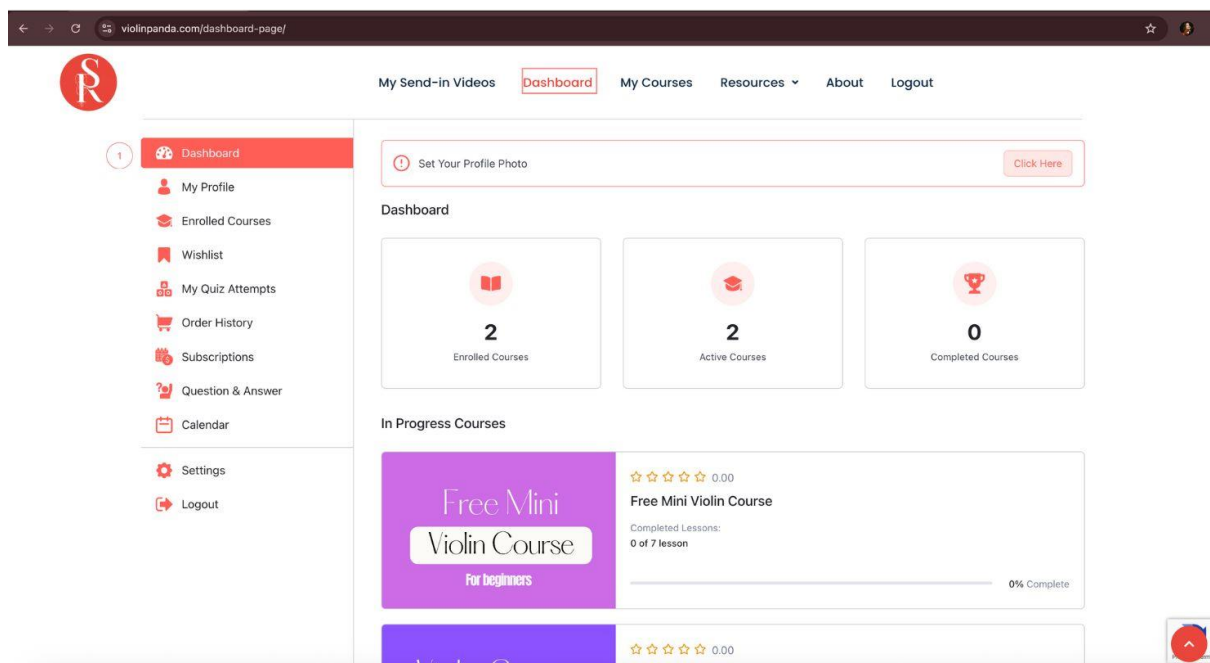 violinpanda.com/dashboard-page/
SR
My Send-in Videos Dashboard My Courses Resources About Logout
1
Dashboard
My Profile
Enrolled Courses
Wishlist
My Quiz Attempts
Order History
Subscriptions
Question & Answer
Calendar
Settings
Logout
Set Your Profile Photo Click Here
Dashboard
2
Enrolled Courses
2
Active Courses
0
Completed Courses
In Progress Courses
Free Mini
Violin Course
For beginners
0.00
Free Mini Violin Course
Completed Lessons:
0 of 7 lesson
0% Complete
0.00